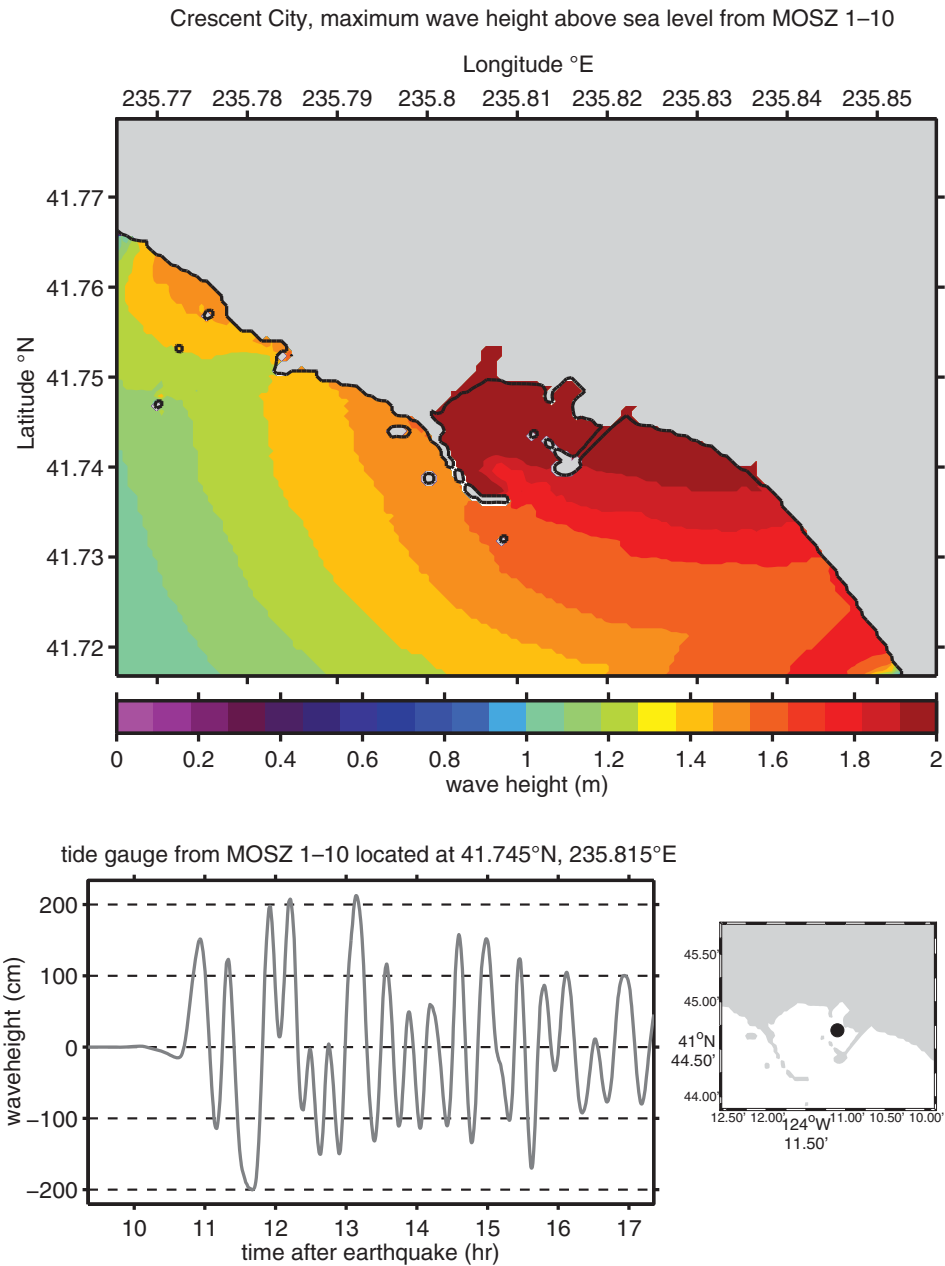 Crescent City, maximum wave height above sea level from MOSZ 1–10
Longitude °E
235.77 235.78 235.79 235.8 235.81 235.82 235.83 235.84 235.85
Latitude °N
41.77
41.76
41.75
41.74
41.73
41.72
0 0.2 0.4 0.6 0.8 1 1.2 1.4 1.6 1.8 2
wave height (m)
tide gauge from MOSZ 1–10 located at 41.745°N, 235.815°E
waveheight (cm)
200
100
0
−100
−200
10 11 12 13 14 15 16 17
time after earthquake (hr)
45.50'
45.00'
41°N
44.50'
44.00'
12.50' 12.00' 11.00' 10.50' 10.00'
124°W
11.50'